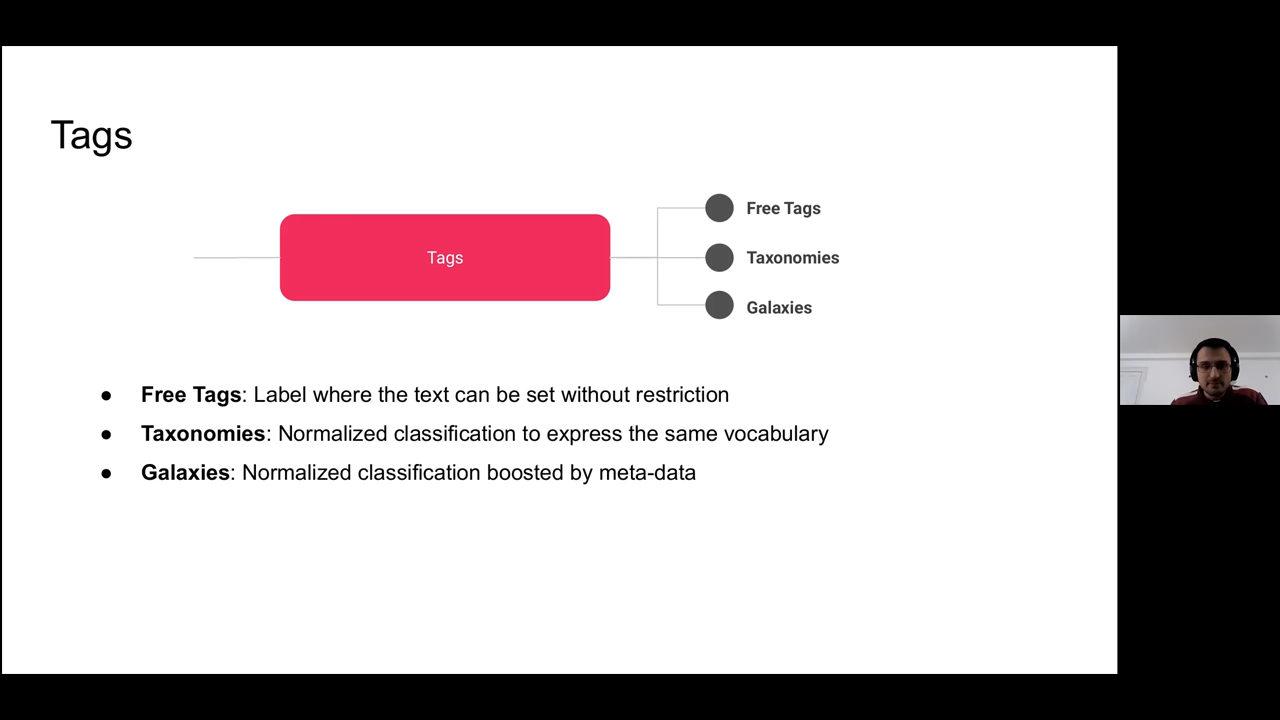 Tags
Tags
Free Tags
Taxonomies
Galaxies
● Free Tags: Label where the text can be set without restriction
● Taxonomies: Normalized classification to express the same vocabulary
● Galaxies: Normalized classification boosted by meta-data